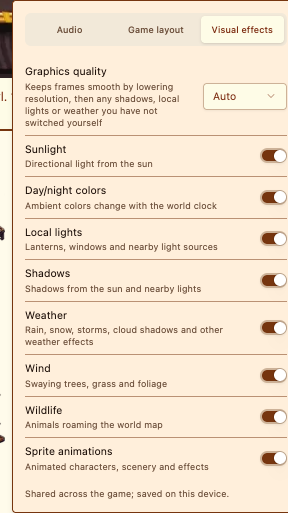 Audio
Game layout
Visual effects
Graphics quality
Keeps frames smooth by lowering
resolution, then any shadows, local
lights or weather you have not
switched yourself
Auto
Sunlight
Directional light from the sun
Day/night colors
Ambient colors change with the world clock
Local lights
Lanterns, windows and nearby light sources
Shadows
Shadows from the sun and nearby lights
Weather
Rain, snow, storms, cloud shadows and other
weather effects
Wind
Swaying trees, grass and foliage
Wildlife
Animals roaming the world map
Sprite animations
Animated characters, scenery and effects
Shared across the game; saved on this device.